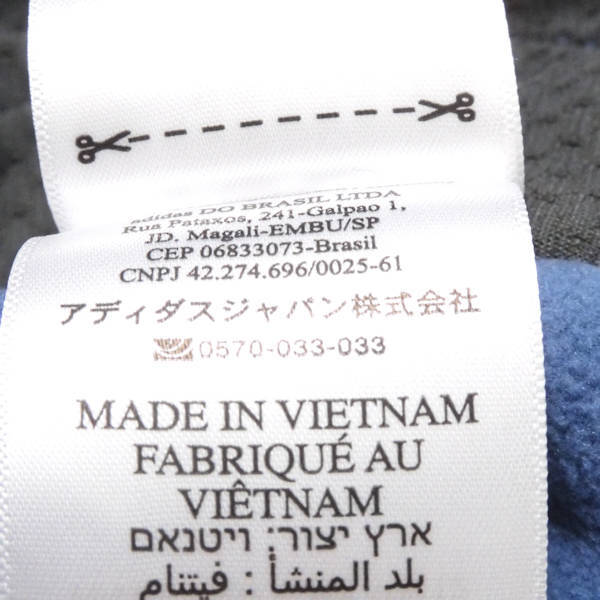 adidas DO BRASIL LTDA
Rua Pataxos, 241-Galpao 1,
JD. Magali-EMBU/SP
CEP 06833073-Brasil
CNPJ 42.274.696/0025-61
アディダスジャパン株式会社
0570-033-033
MADE IN VIETNAM
FABRIQUÉ AU
VIÊTNAM
ארץ יצור: ויטנאם
بلد المنشأ : فيتنام